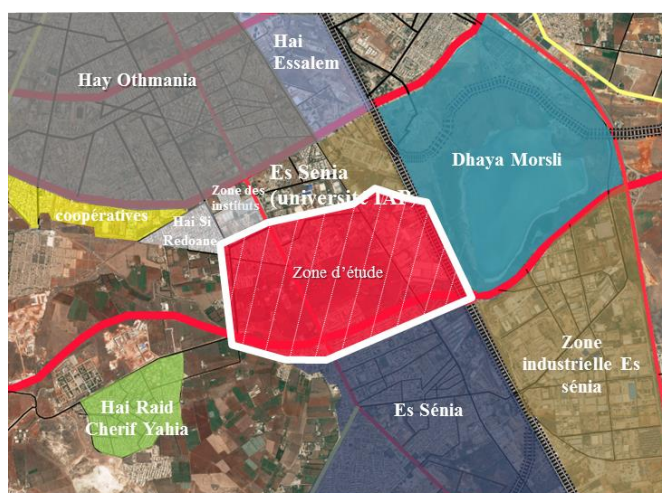 Hai
Essalem
Hay Othmania
Dhaya Morsli
Es Senia
(université IAP)
Zone des
instituts
coopératives
Hai Si
Redoane
Zone d'étude
Zone
industrielle Es
sénia
Hai Raid
Cherif Yahia
Es Sénia